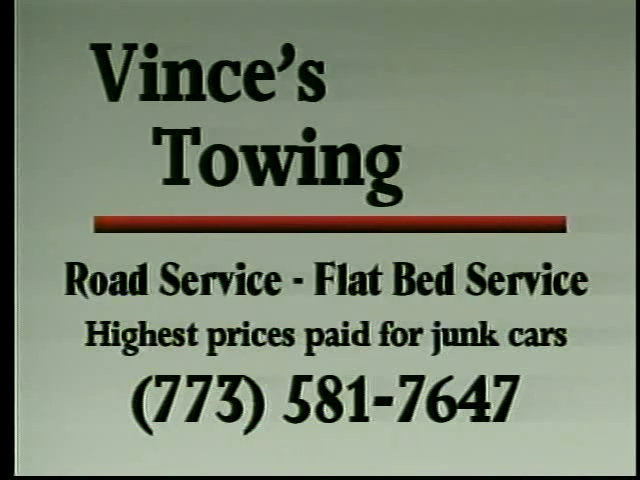 Vince's
Towing
Road Service - Flat Bed Service
Highest prices paid for junk cars
(773) 581-7647